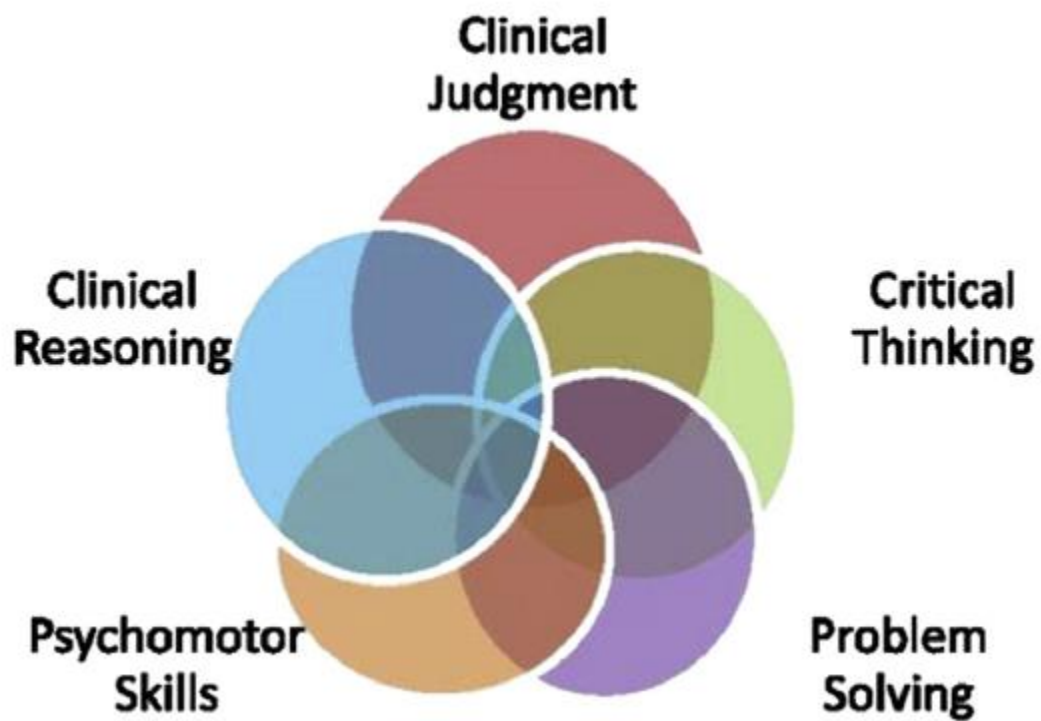 Clinical
Judgment
Clinical
Reasoning
Critical
Thinking
Psychomotor
Skills
Problem
Solving